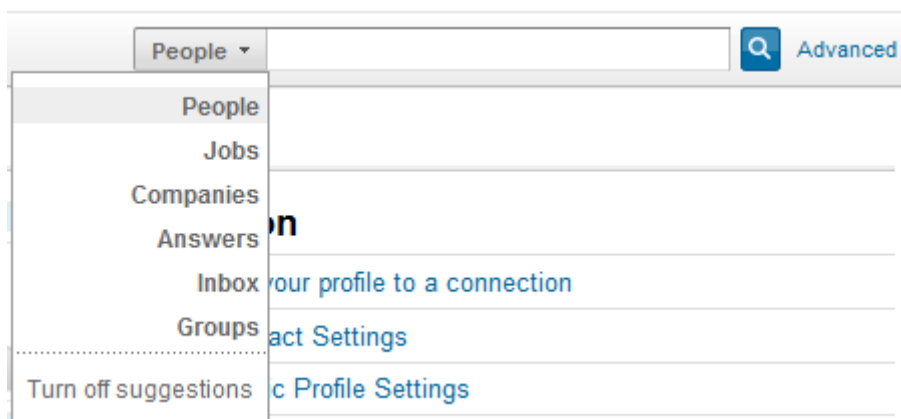 People Advanced
People
Jobs
Companies
Answers
on
Inbox your profile to a connection
Groups act Settings
Turn off suggestions c Profile Settings